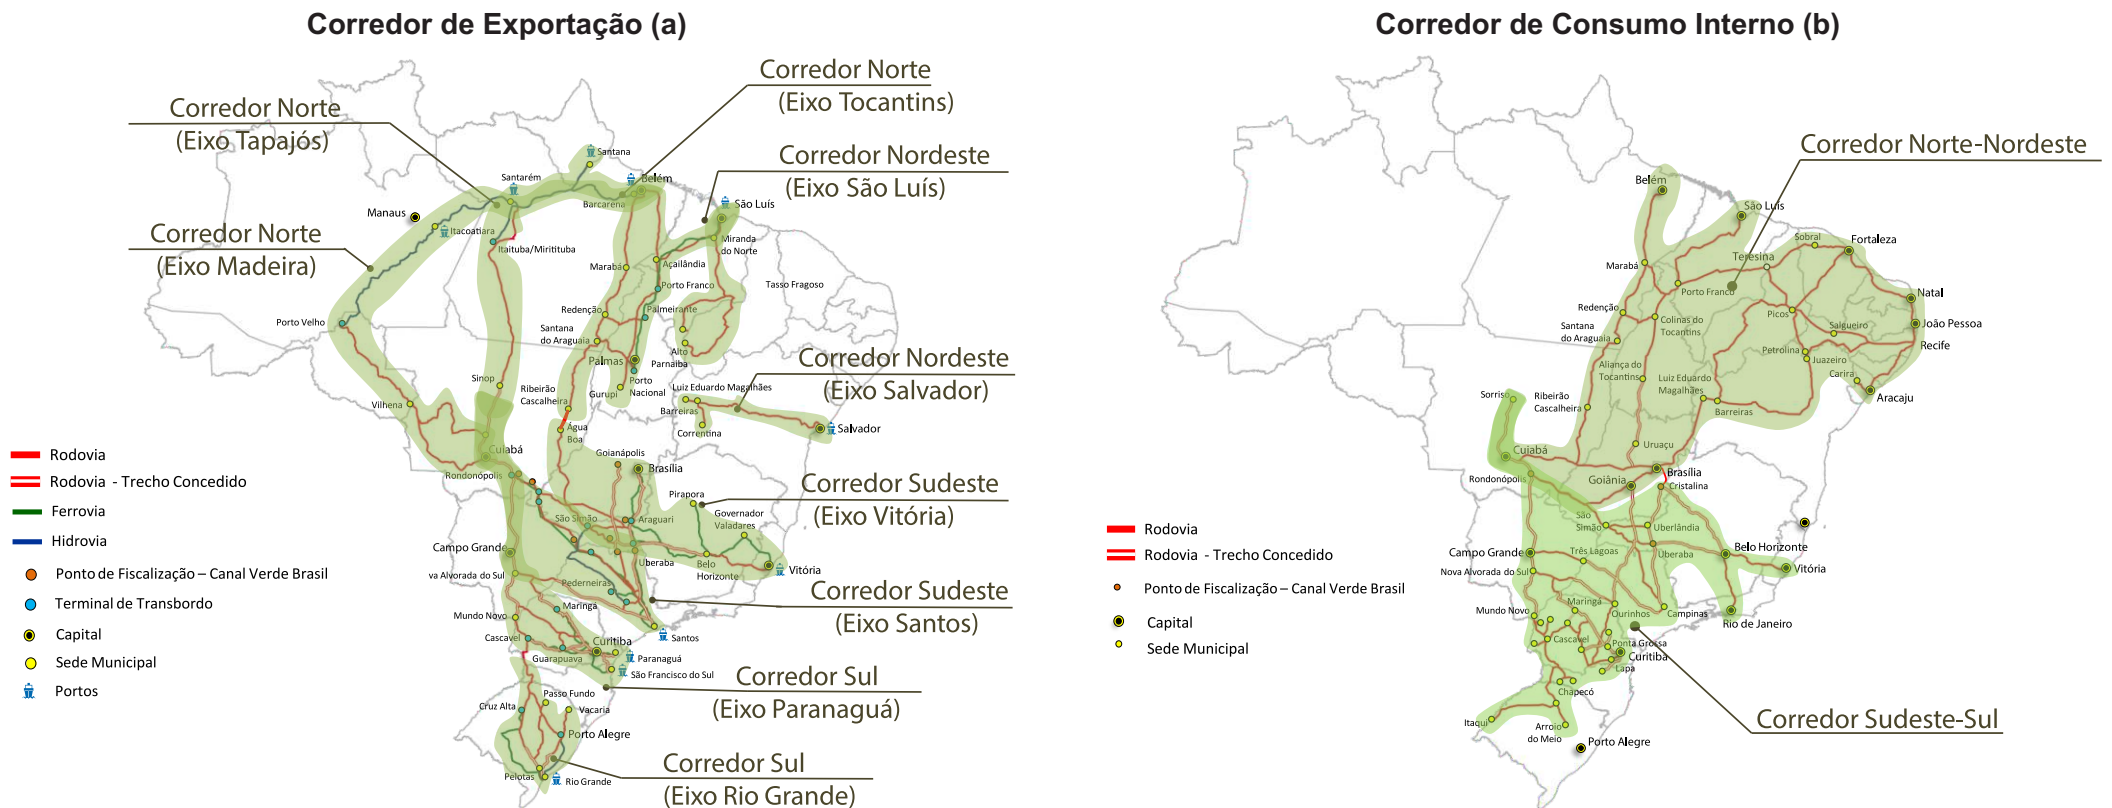 Corredor de Exportação (a)
Corredor Norte
(Eixo Tocantins)
Corredor Norte
(Eixo Tapajós)
Corredor Nordeste
(Eixo São Luís)
Corredor Norte
(Eixo Madeira)
Corredor Nordeste
(Eixo Salvador)
Corredor Sudeste
(Eixo Vitória)
Corredor Sudeste
(Eixo Santos)
Corredor Sul
(Eixo Paranaguá)
Corredor Sul
(Eixo Rio Grande)
Santana
Santarém
Belém
Barcarena
São Luís
Manaus
Itacoatiara
Itaituba/Miritituba
Miranda
do Norte
Marabá
Açailândia
Porto Franco
Tasso Fragoso
Redenção
Palmeirante
Porto Velho
Santana
do Araguaia
Alto
Parnaíba
Palmas
Porto
Nacional
Gurupi
Sinop
Ribeirão
Cascalheira
Luiz Eduardo Magalhães
Barreiras
Correntina
Salvador
Vilhena
Água
Boa
Cuiabá
Goianápolis
Brasília
Rondonópolis
Pirapora
São Simão
Araguari
Governador
Valadares
Campo Grande
va Alvorada do Sul
Uberaba
Belo
Horizonte
Vitória
Pederneiras
Maringá
Mundo Novo
Cascavel
Curitiba
Santos
Guarapuava
Paranaguá
São Francisco do Sul
Passo Fundo
Cruz Alta
Vacaria
Porto Alegre
Pelotas
Rio Grande
Rodovia
Rodovia - Trecho Concedido
Ferrovia
Hidrovia
Ponto de Fiscalização – Canal Verde Brasil
Terminal de Transbordo
Capital
Sede Municipal
Portos
Corredor de Consumo Interno (b)
Corredor Norte-Nordeste
Corredor Sudeste-Sul
Belém
São Luís
Sobral
Fortaleza
Teresina
Marabá
Porto Franco
Natal
Redenção
Colinas do
Tocantins
Picos
João Pessoa
Salgueiro
Santana
do Araguaia
Recife
Petrolina
Juazeiro
Aliança do
Tocantins
Luiz Eduardo
Magalhães
Carira
Aracaju
Sorriso
Ribeirão
Cascalheira
Barreiras
Uruaçu
Cuiabá
Brasília
Rondonópolis
Goiânia
Cristalina
São
Simão
Uberlândia
Campo Grande
Três Lagoas
Uberaba
Belo Horizonte
Nova Alvorada do Sul
Vitória
Maringá
Mundo Novo
Ourinhos
Campinas
Rio de Janeiro
Cascavel
Ponta Grossa
Curitiba
Lapa
Chapecó
Itaqui
Arroio
do Meio
Porto Alegre
Rodovia
Rodovia - Trecho Concedido
Ponto de Fiscalização – Canal Verde Brasil
Capital
Sede Municipal